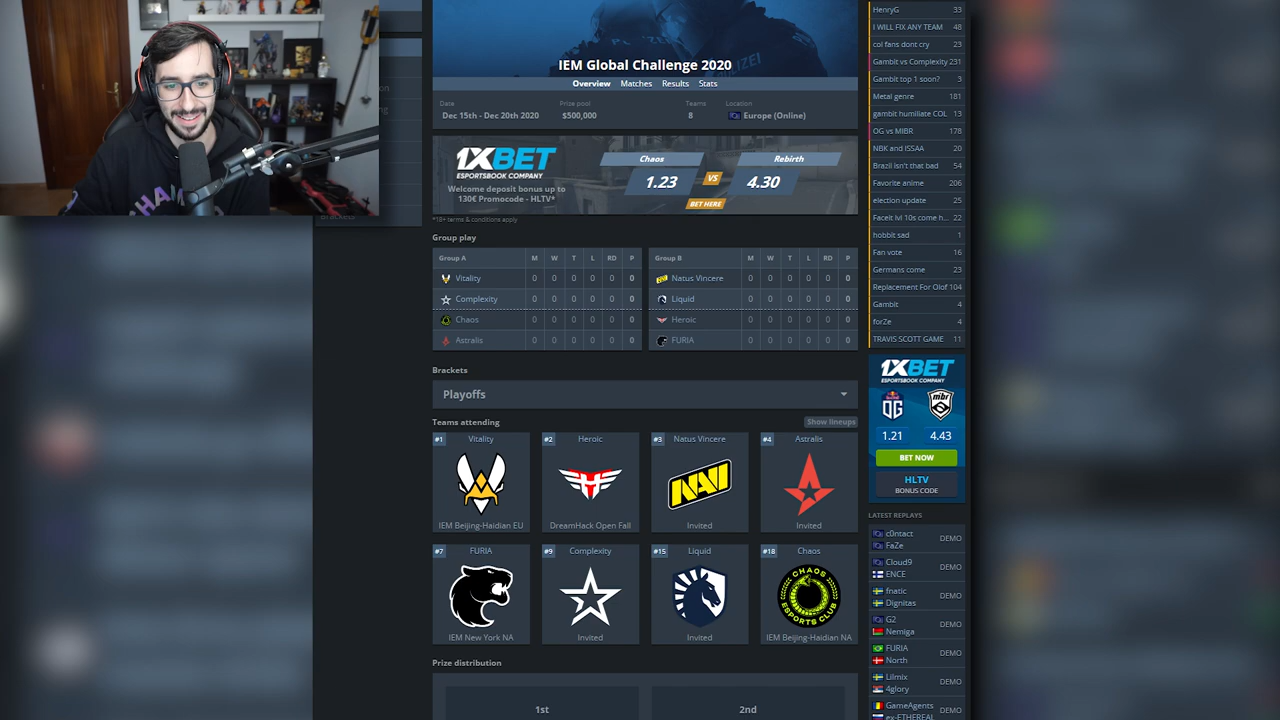 IEM Global Challenge 2020
Overview Matches Results Stats
Date Prize pool Teams Location
Dec 15th - Dec 20th 2020 $500,000 8 Europe (Online)
1XBET
ESPORTSBOOK COMPANY
Welcome deposit bonus up to
130€ Promocode - HLTV*
Chaos Rebirth
1.23 VS 4.30
BET HERE
*18+ terms & conditions apply
Group play
Group A M W T L RD P
Vitality 0 0 0 0 0 0
Complexity 0 0 0 0 0 0
Chaos 0 0 0 0 0 0
Astralis 0 0 0 0 0 0
Group B M W T L RD P
Natus Vincere 0 0 0 0 0 0
Liquid 0 0 0 0 0 0
Heroic 0 0 0 0 0 0
FURIA 0 0 0 0 0 0
Brackets
Playoffs
Teams attending Show lineups
#1 Vitality #2 Heroic #3 Natus Vincere #4 Astralis
NAVI
IEM Beijing-Haidian EU DreamHack Open Fall Invited Invited
#7 FURIA #9 Complexity #15 Liquid #18 Chaos
CHAOS
ESPORTS CLUB
IEM New York NA Invited Invited IEM Beijing-Haidian NA
Prize distribution
1st 2nd
HenryG 33
I WILL FIX ANY TEAM 48
col fans dont cry 23
Gambit vs Complexity 231
Gambit top 1 soon? 3
Metal genre 181
gambit humiliate COL 13
OG vs MIBR 178
NBK and ISSAA 20
Brazil isn't that bad 54
Favorite anime 206
election update 25
Faceit lvl 10s come h... 22
hobbit sad 1
Fan vote 16
Germans come 23
Replacement For Olof 104
Gambit 4
forZe 4
TRAVIS SCOTT GAME 11
1XBET
ESPORTSBOOK COMPANY
OG mibr
1.21 4.43
BET NOW
HLTV
BONUS CODE
LATEST REPLAYS
c0ntact
FaZe
DEMO
Cloud9
ENCE
DEMO
fnatic
Dignitas
DEMO
G2
Nemiga
DEMO
FURIA
North
DEMO
Lilmix
4glory
DEMO
GameAgents
ex-ETHEREAL
DEMO